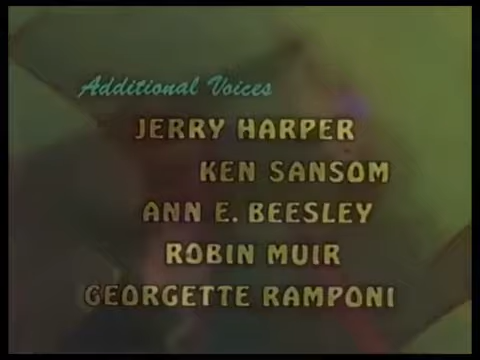 Additional Voices
JERRY HARPER
KEN SANSOM
ANN E. BEESLEY
ROBIN MUIR
GEORGETTE RAMPONI